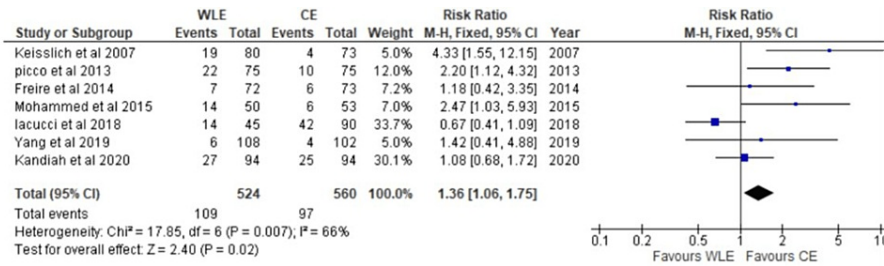 WLE CE Risk Ratio Risk Ratio
Study or Subgroup Events Total Events Total Weight M-H, Fixed, 95% CI Year M-H, Fixed, 95% CI
Keisslich et al 2007 19 80 4 73 5.0% 4.33 [1.55, 12.15] 2007
picco et al 2013 22 75 10 75 12.0% 2.20 [1.12, 4.32] 2013
Freire et al 2014 7 72 6 73 7.2% 1.18 [0.42, 3.35] 2014
Mohammed et al 2015 14 50 6 53 7.0% 2.47 [1.03, 5.93] 2015
Iacucci et al 2018 14 45 42 90 33.7% 0.67 [0.41, 1.09] 2018
Yang et al 2019 6 108 4 102 5.0% 1.42 [0.41, 4.88] 2019
Kandiah et al 2020 27 94 25 94 30.1% 1.08 [0.68, 1.72] 2020
Total (95% CI) 524 560 100.0% 1.36 [1.06, 1.75]
Total events 109 97
Heterogeneity: Chi² = 17.85, df = 6 (P = 0.007); I² = 66%
Test for overall effect: Z = 2.40 (P = 0.02)
0.1 0.2 0.5 1 2 5 10
Favours WLE Favours CE